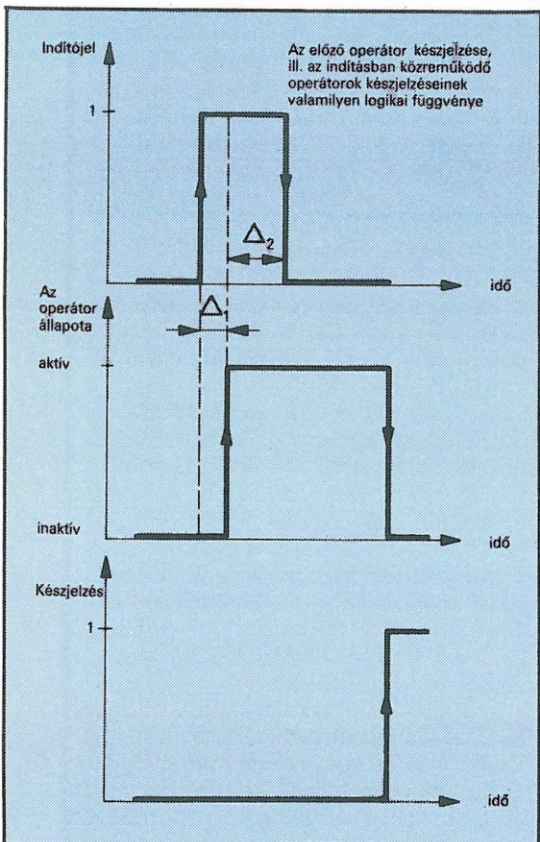 Indítójel
Az előző operátor készjelzése,
ill. az indításban közreműködő
operátorok készjelzéseinek
valamilyen logikai függvénye
1
Δ2
idő
Az
operátor
állapota
Δ1
aktív
inaktív
idő
Készjelzés
1
idő